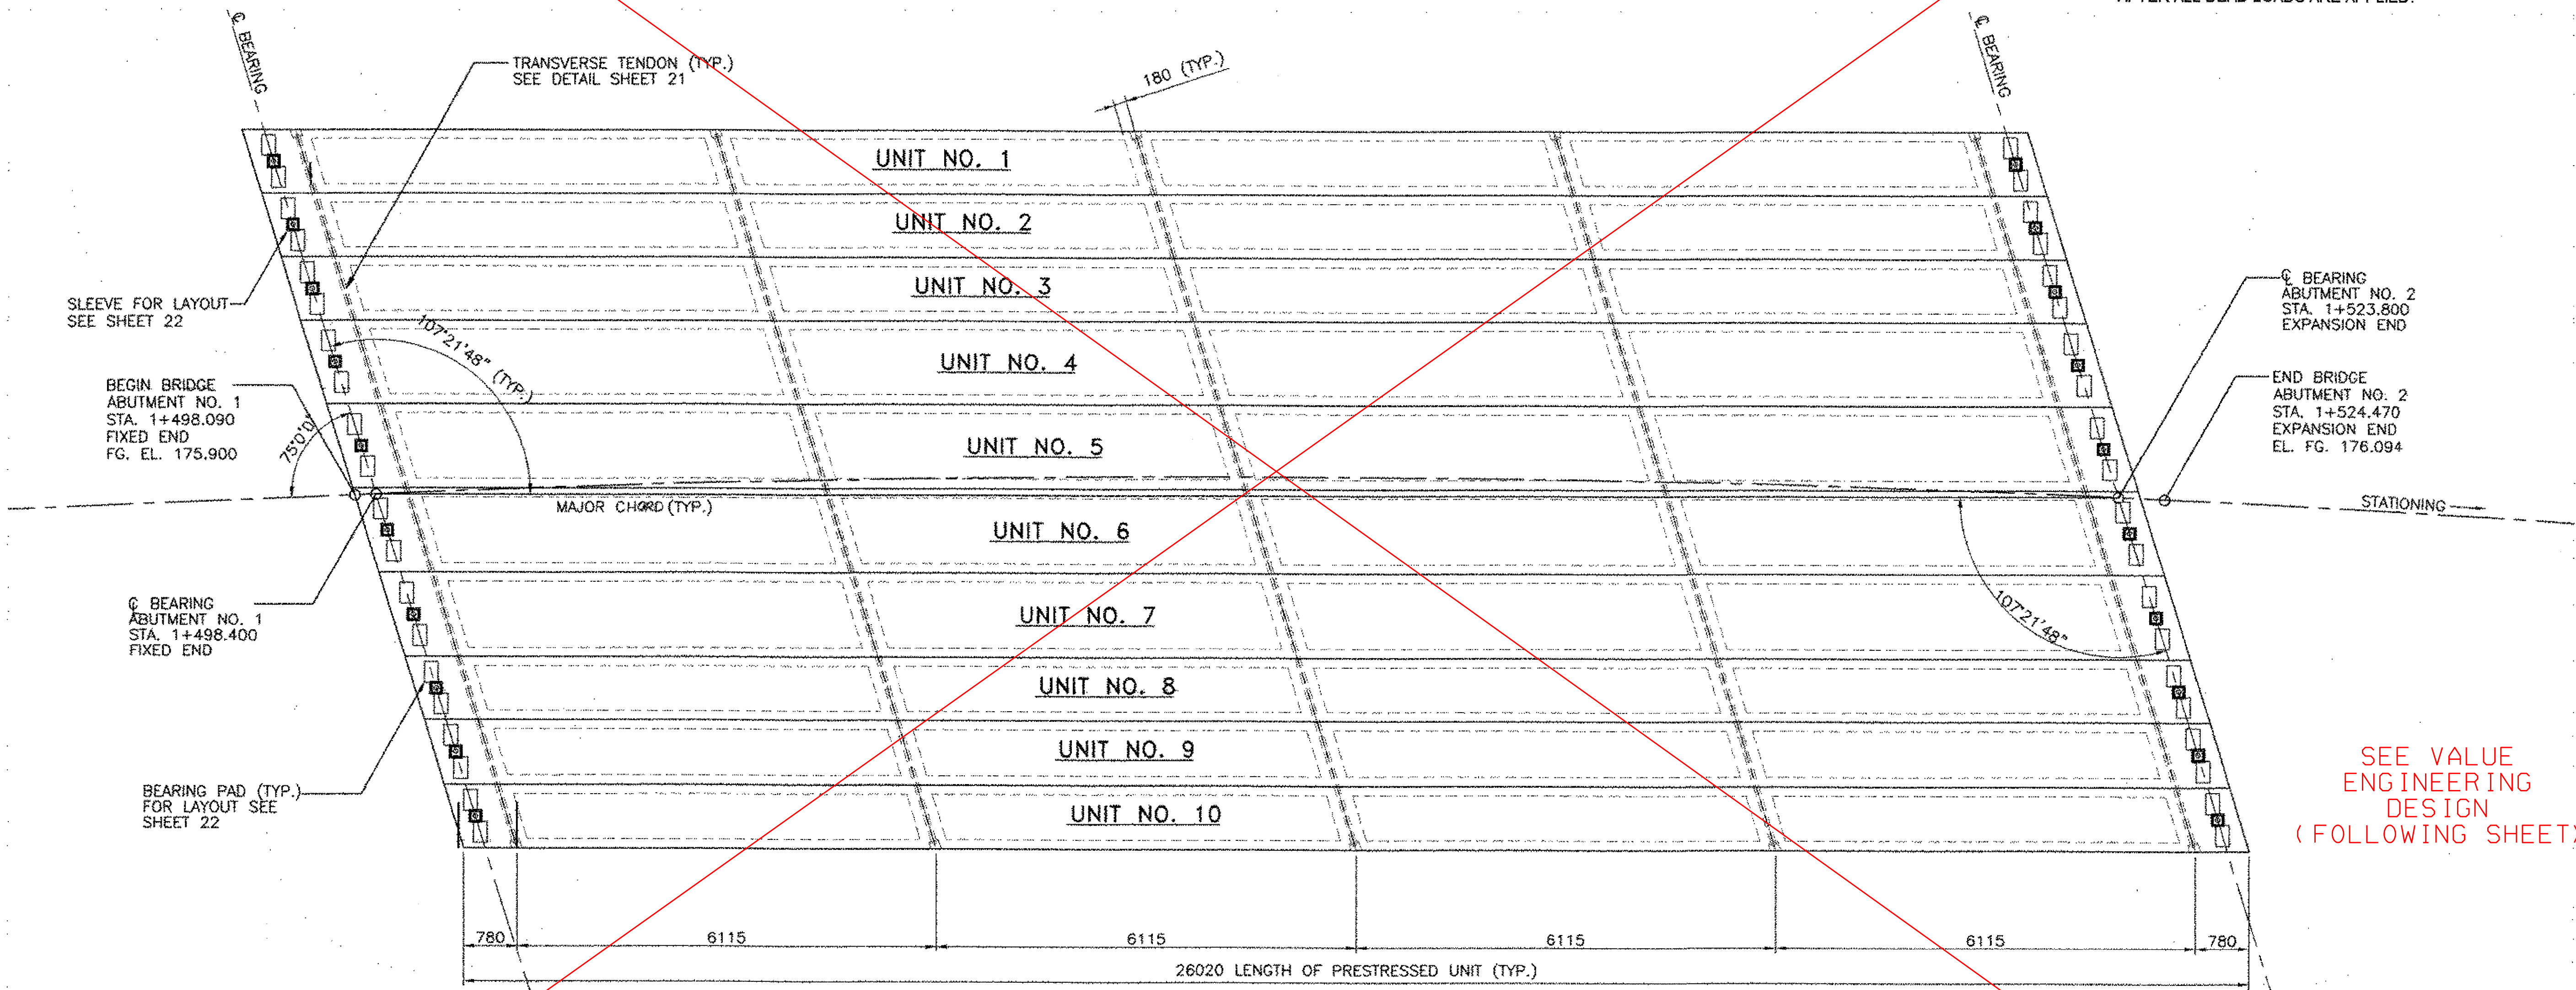 ℄ BEARING
℄ BEARING
TRANSVERSE TENDON (TYP.)
SEE DETAIL SHEET 21
180 (TYP.)
UNIT NO. 1
UNIT NO. 2
UNIT NO. 3
UNIT NO. 4
UNIT NO. 5
UNIT NO. 6
UNIT NO. 7
UNIT NO. 8
UNIT NO. 9
UNIT NO. 10
SLEEVE FOR LAYOUT
SEE SHEET 22
107°21'48" (TYP.)
BEGIN BRIDGE
ABUTMENT NO. 1
STA. 1+498.090
FIXED END
FG. EL. 175.900
75°0'0"
MAJOR CHORD (TYP.)
℄ BEARING
ABUTMENT NO. 1
STA. 1+498.400
FIXED END
BEARING PAD (TYP.)
FOR LAYOUT SEE
SHEET 22
℄ BEARING
ABUTMENT NO. 2
STA. 1+523.800
EXPANSION END
END BRIDGE
ABUTMENT NO. 2
STA. 1+524.470
EXPANSION END
EL. FG. 176.094
STATIONING
107°21'48"
SEE VALUE
ENGINEERING
DESIGN
(FOLLOWING SHEET)
780 6115 6115 6115 6115 780
26020 LENGTH OF PRESTRESSED UNIT (TYP.)